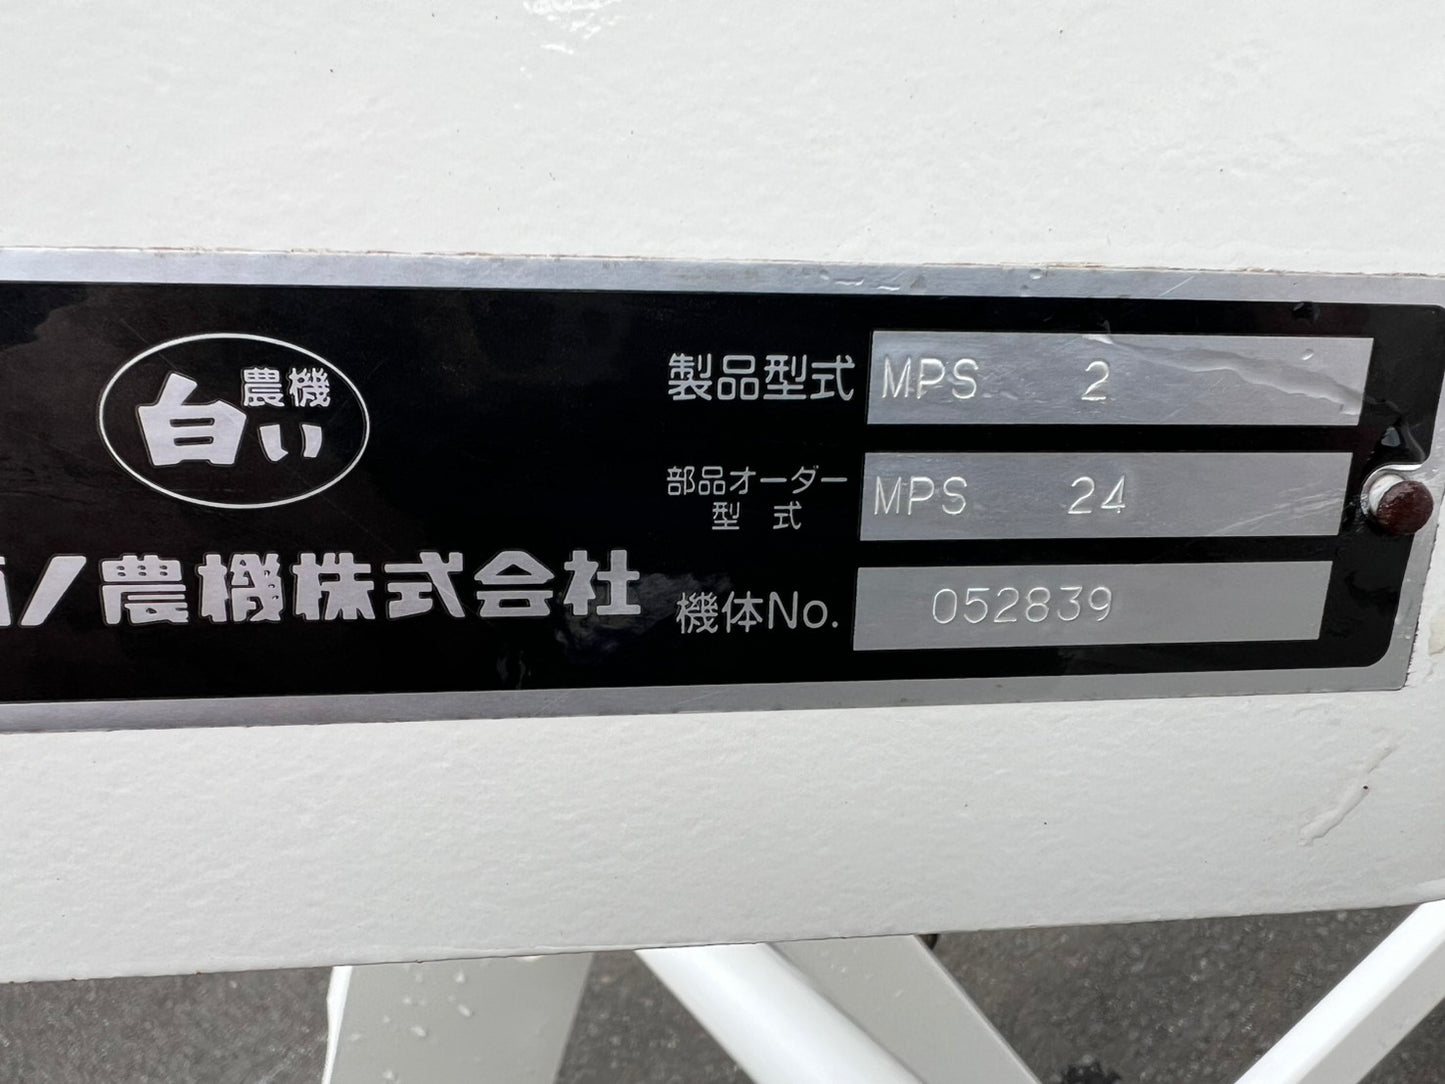 白い農機
ノ農機株式会社
製品型式 MPS 2
部品オーダー型式 MPS 24
機体No. 052839